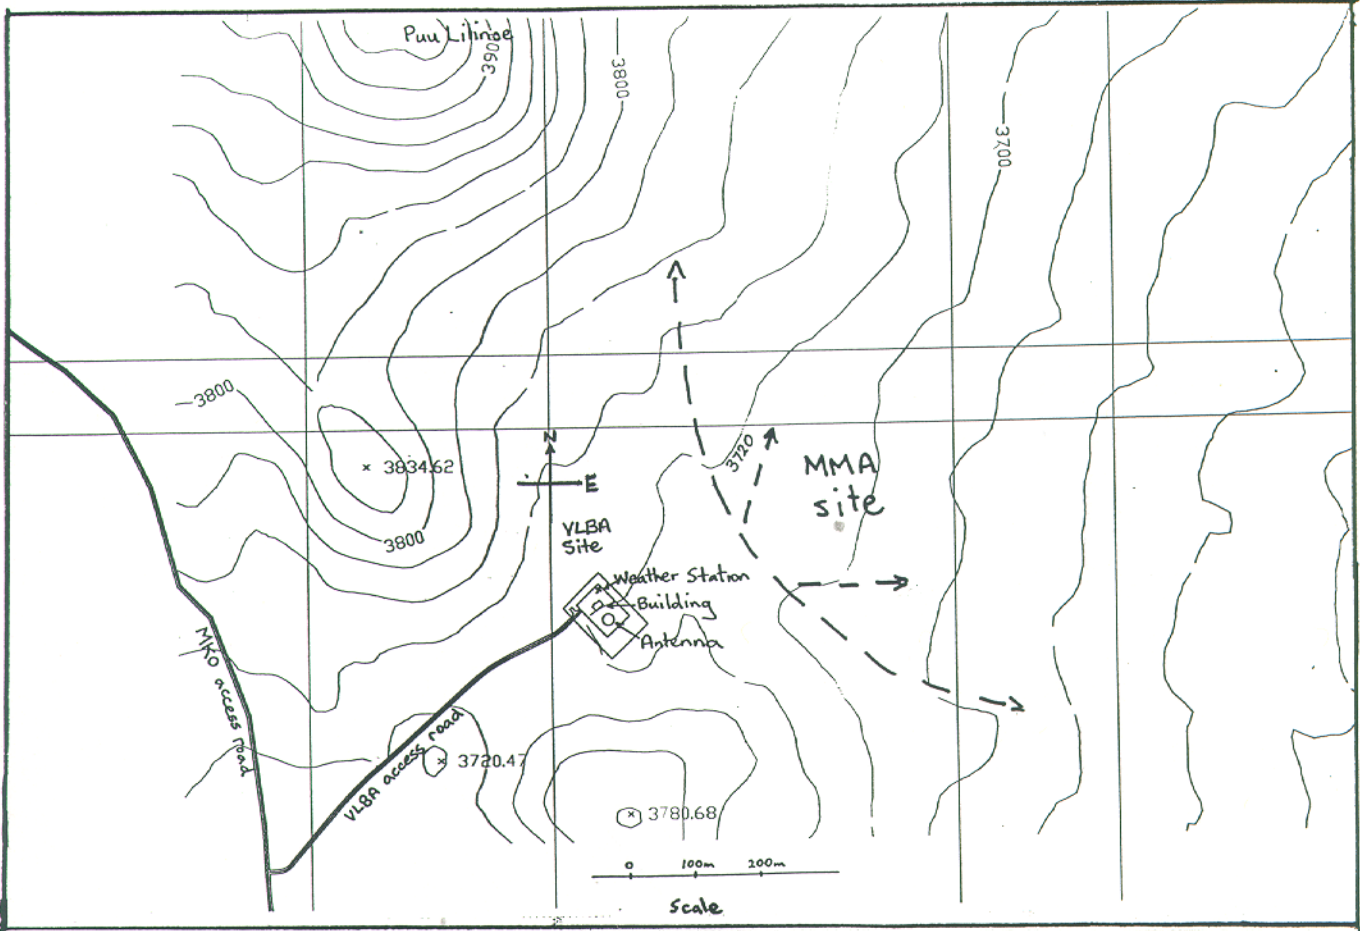 Puu Lilinoe
390
3800
3700
3800
N
3834.62
3720
MMA
site
E
VLBA
Site
3800
Weather Station
Building
Antenna
MKO access road
VLBA access road
3720.47
3780.68
0 100m 200m
Scale